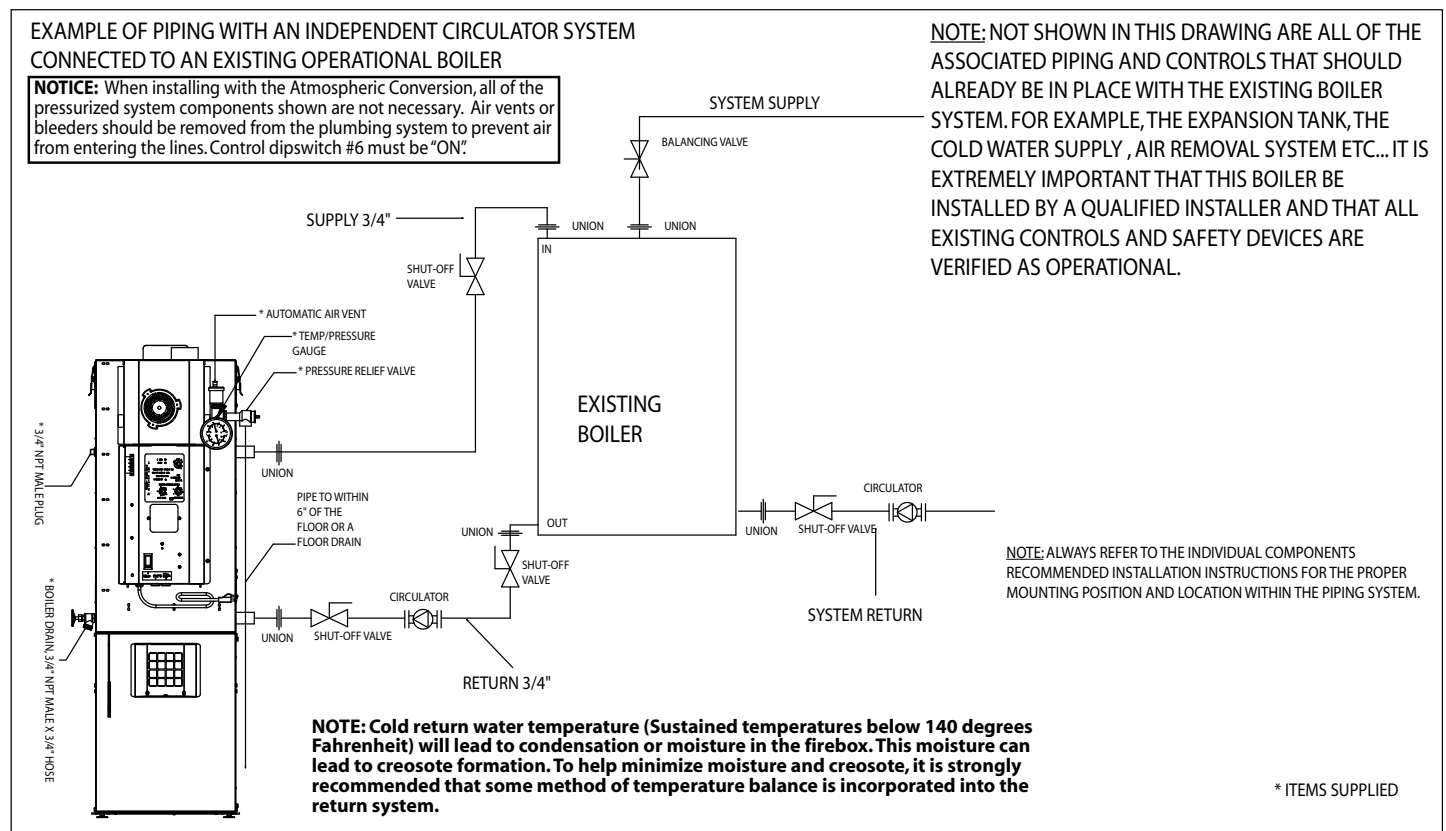 EXAMPLE OF PIPING WITH AN INDEPENDENT CIRCULATOR SYSTEM
CONNECTED TO AN EXISTING OPERATIONAL BOILER
NOTICE: When installing with the Atmospheric Conversion, all of the
pressurized system components shown are not necessary. Air vents or
bleeders should be removed from the plumbing system to prevent air
from entering the lines. Control dipswitch #6 must be “ON”.
NOTE: NOT SHOWN IN THIS DRAWING ARE ALL OF THE
ASSOCIATED PIPING AND CONTROLS THAT SHOULD
ALREADY BE IN PLACE WITH THE EXISTING BOILER
SYSTEM. FOR EXAMPLE, THE EXPANSION TANK, THE
COLD WATER SUPPLY , AIR REMOVAL SYSTEM ETC... IT IS
EXTREMELY IMPORTANT THAT THIS BOILER BE
INSTALLED BY A QUALIFIED INSTALLER AND THAT ALL
EXISTING CONTROLS AND SAFETY DEVICES ARE
VERIFIED AS OPERATIONAL.
SYSTEM SUPPLY
BALANCING VALVE
SUPPLY 3/4"
UNION
UNION
IN
SHUT-OFF
VALVE
* AUTOMATIC AIR VENT
* TEMP/PRESSURE
GAUGE
* PRESSURE RELIEF VALVE
EXISTING
BOILER
* 3/4" NPT MALE PLUG
UNION
PIPE TO WITHIN
6" OF THE
FLOOR OR A
FLOOR DRAIN
CIRCULATOR
OUT
UNION
UNION
SHUT-OFF VALVE
SHUT-OFF
VALVE
NOTE: ALWAYS REFER TO THE INDIVIDUAL COMPONENTS
RECOMMENDED INSTALLATION INSTRUCTIONS FOR THE PROPER
MOUNTING POSITION AND LOCATION WITHIN THE PIPING SYSTEM.
* BOILER DRAIN, 3/4" NPT MALE X 3/4" HOSE
CIRCULATOR
SYSTEM RETURN
UNION
SHUT-OFF VALVE
RETURN 3/4"
NOTE: Cold return water temperature (Sustained temperatures below 140 degrees
Fahrenheit) will lead to condensation or moisture in the firebox. This moisture can
lead to creosote formation. To help minimize moisture and creosote, it is strongly
recommended that some method of temperature balance is incorporated into the
return system.
* ITEMS SUPPLIED